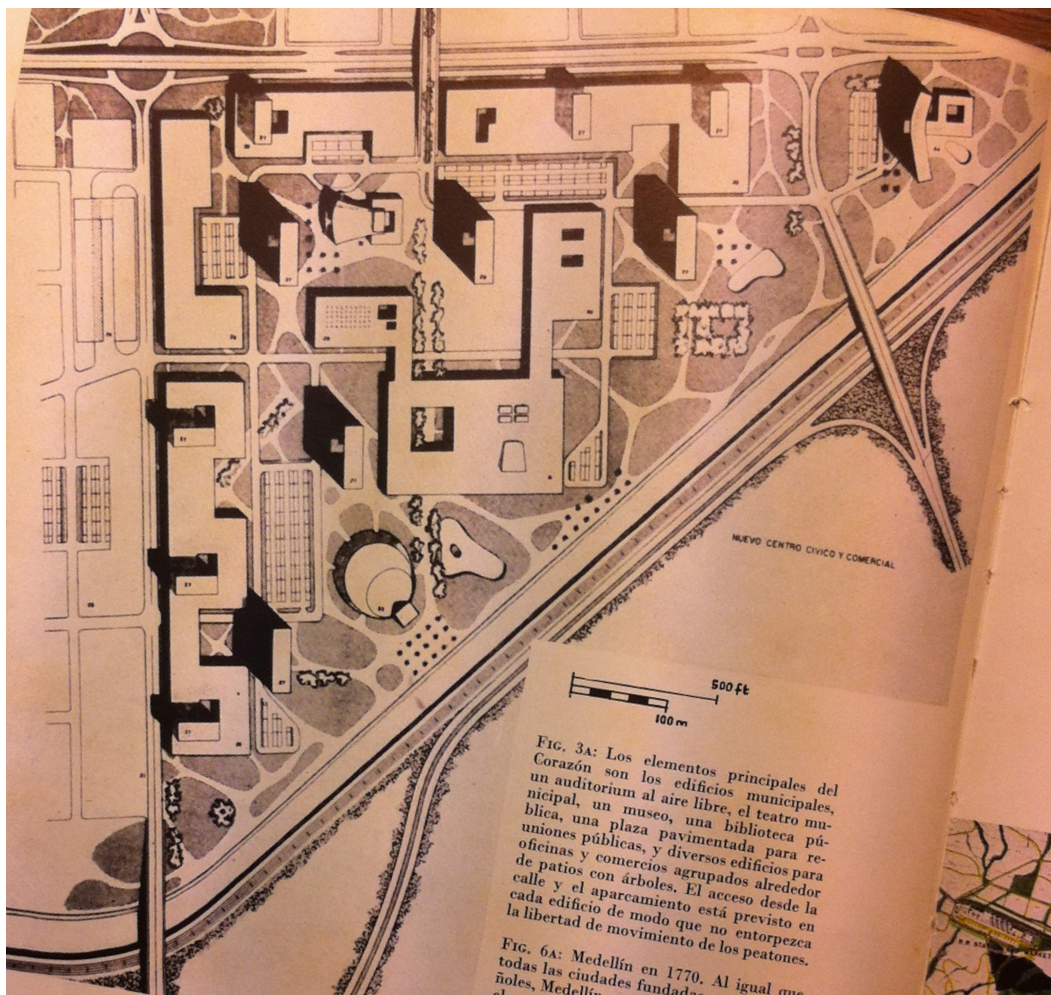 NUEVO CENTRO CIVICO Y COMERCIAL
500 ft
100 m
FIG. 3A: Los elementos principales del
Corazón son los edificios municipales,
un auditorium al aire libre, el teatro mu-
nicipal, un museo, una biblioteca pú-
blica, una plaza pavimentada para re-
uniones públicas, y diversos edificios para
oficinas y comercios agrupados alrededor
de patios con árboles. El acceso desde la
calle y el aparcamiento está previsto en
cada edificio de modo que no entorpezca
la libertad de movimiento de los peatones.
FIG. 6A: Medellín en 1770. Al igual que
todas las ciudades fundadas
ñoles, Medellín